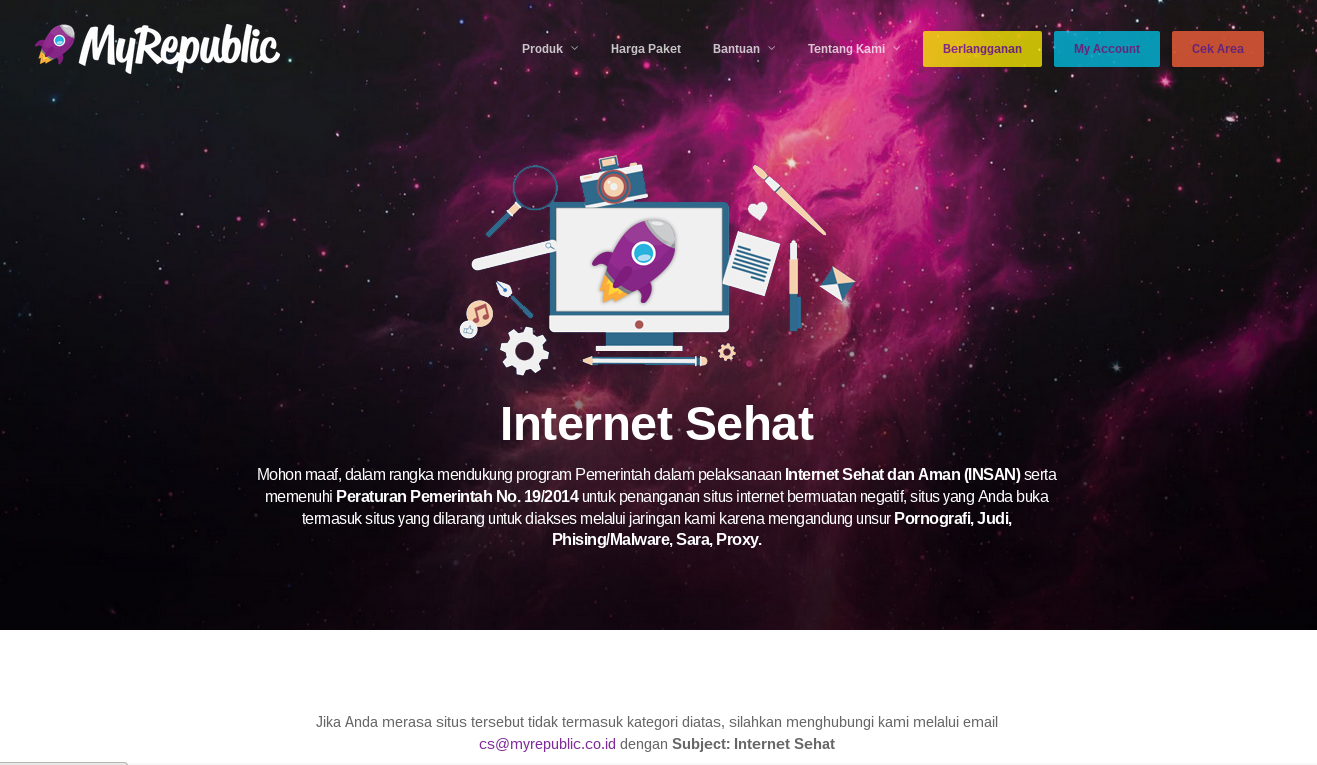 MyRepublic
Produk
Harga Paket
Bantuan
Tentang Kami
Berlangganan
My Account
Cek Area
Internet Sehat
Mohon maaf, dalam rangka mendukung program Pemerintah dalam pelaksanaan Internet Sehat dan Aman (INSAN) serta
memenuhi Peraturan Pemerintah No. 19/2014 untuk penanganan situs internet bermuatan negatif, situs yang Anda buka
termasuk situs yang dilarang untuk diakses melalui jaringan kami karena mengandung unsur Pornografi, Judi,
Phising/Malware, Sara, Proxy.
Jika Anda merasa situs tersebut tidak termasuk kategori diatas, silahkan menghubungi kami melalui email
cs@myrepublic.co.id dengan Subject: Internet Sehat